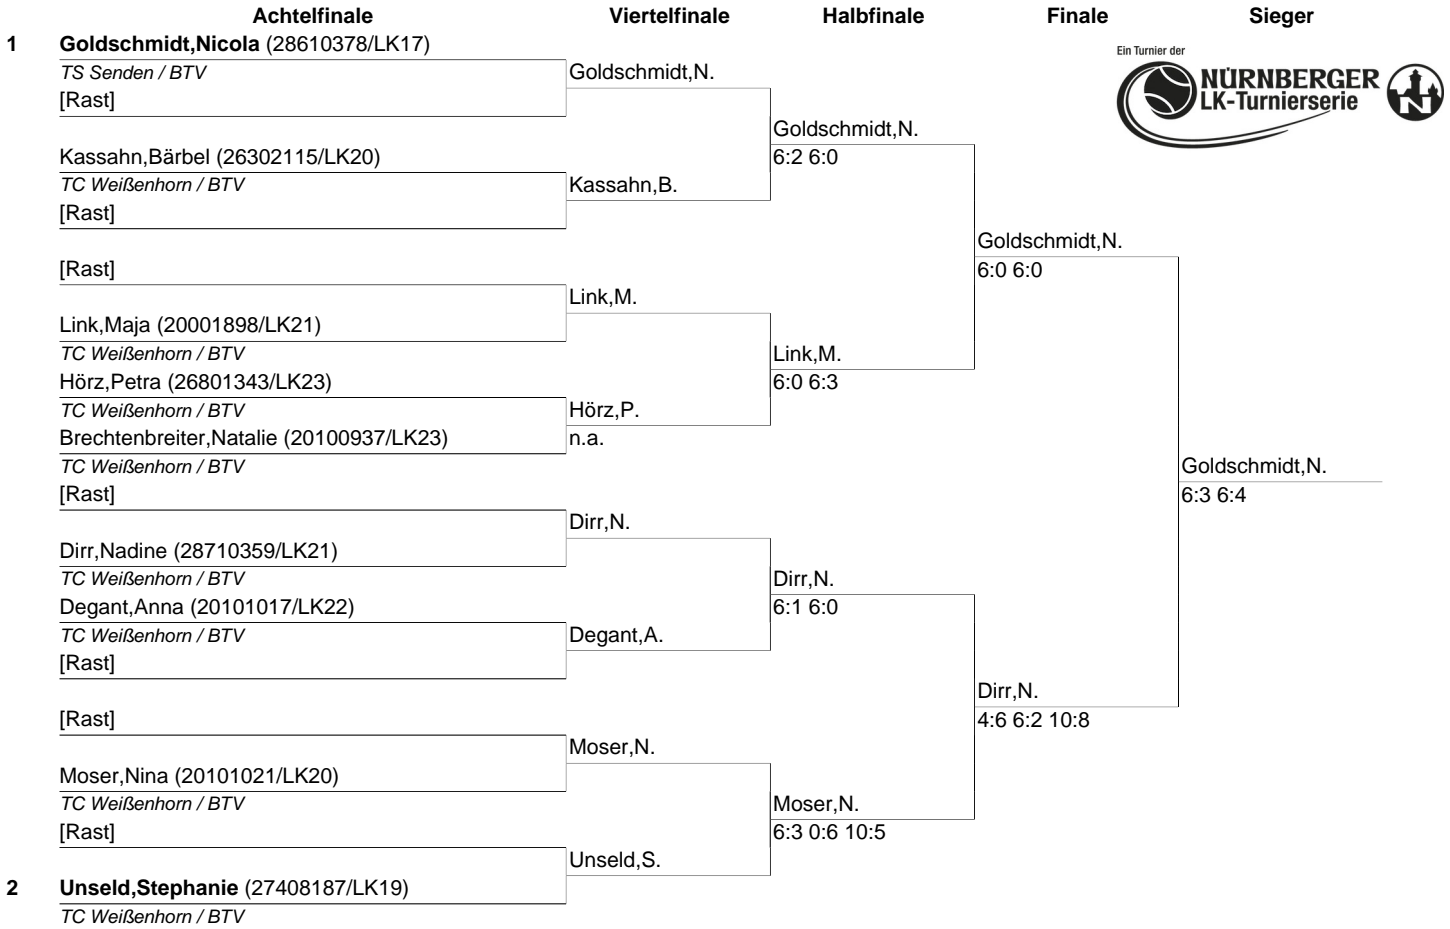 Achtelfinale Viertelfinale Halbfinale Finale Sieger
1 Goldschmidt,Nicola (28610378/LK17)
Ein Turnier der
TS Senden / BTV Goldschmidt,N.
NÜRNBERGER
[Rast]
LK-Turnierserie
N
Goldschmidt,N.
Kassahn,Bärbel (26302115/LK20) 6:2 6:0
TC Weißenhorn / BTV Kassahn,B.
[Rast]
Goldschmidt,N.
[Rast] 6:0 6:0
Link,M.
Link,Maja (20001898/LK21)
TC Weißenhorn / BTV Link,M.
Hörz,Petra (26801343/LK23) 6:0 6:3
TC Weißenhorn / BTV Hörz,P.
Brechtenbreiter,Natalie (20100937/LK23) n.a.
TC Weißenhorn / BTV Goldschmidt,N.
[Rast] 6:3 6:4
Dirr,N.
Dirr,Nadine (28710359/LK21)
TC Weißenhorn / BTV Dirr,N.
Degant,Anna (20101017/LK22) 6:1 6:0
TC Weißenhorn / BTV Degant,A.
[Rast]
Dirr,N.
[Rast] 4:6 6:2 10:8
Moser,N.
Moser,Nina (20101021/LK20)
TC Weißenhorn / BTV Moser,N.
[Rast] 6:3 0:6 10:5
Unseld,S.
2 Unseld,Stephanie (27408187/LK19)
TC Weißenhorn / BTV